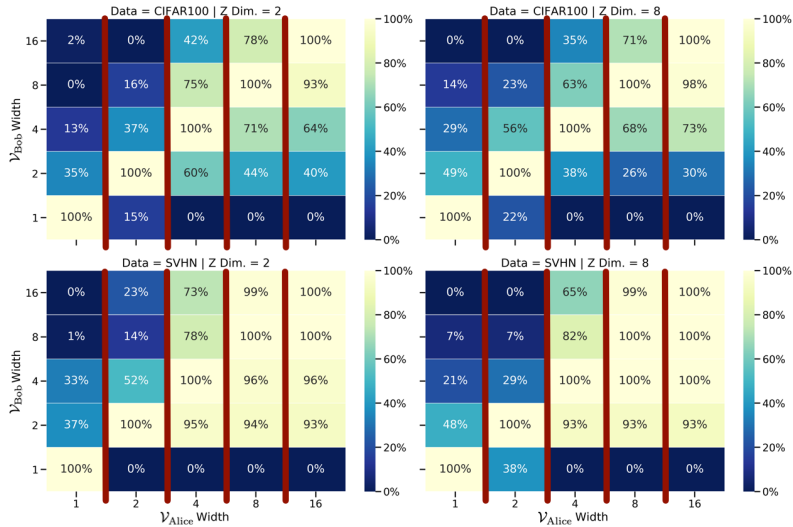 Data = CIFAR100 | Z Dim. = 2
Data = CIFAR100 | Z Dim. = 8
16 2% 0% 42% 78% 100% 100%
0% 0% 35% 71% 100% 100%
8 0% 16% 75% 100% 93% 80%
14% 23% 63% 100% 98% 80%
4 13% 37% 100% 71% 64% 60%
29% 56% 100% 68% 73% 60%
2 35% 100% 60% 44% 40% 40%
49% 100% 38% 26% 30% 40%
1 100% 15% 0% 0% 0% 20%
100% 22% 0% 0% 0% 20%
0%
0%
𝒱Bob Width
Data = SVHN | Z Dim. = 2
Data = SVHN | Z Dim. = 8
16 0% 23% 73% 99% 100% 100%
0% 0% 65% 99% 100% 100%
8 1% 14% 78% 100% 100% 80%
7% 7% 82% 100% 100% 80%
4 33% 52% 100% 96% 96% 60%
21% 29% 100% 100% 100% 60%
2 37% 100% 95% 94% 93% 40%
48% 100% 93% 93% 93% 40%
1 100% 0% 0% 0% 0% 20%
100% 38% 0% 0% 0% 20%
0%
0%
𝒱Bob Width
1 2 4 8 16
1 2 4 8 16
𝒱Alice Width
𝒱Alice Width